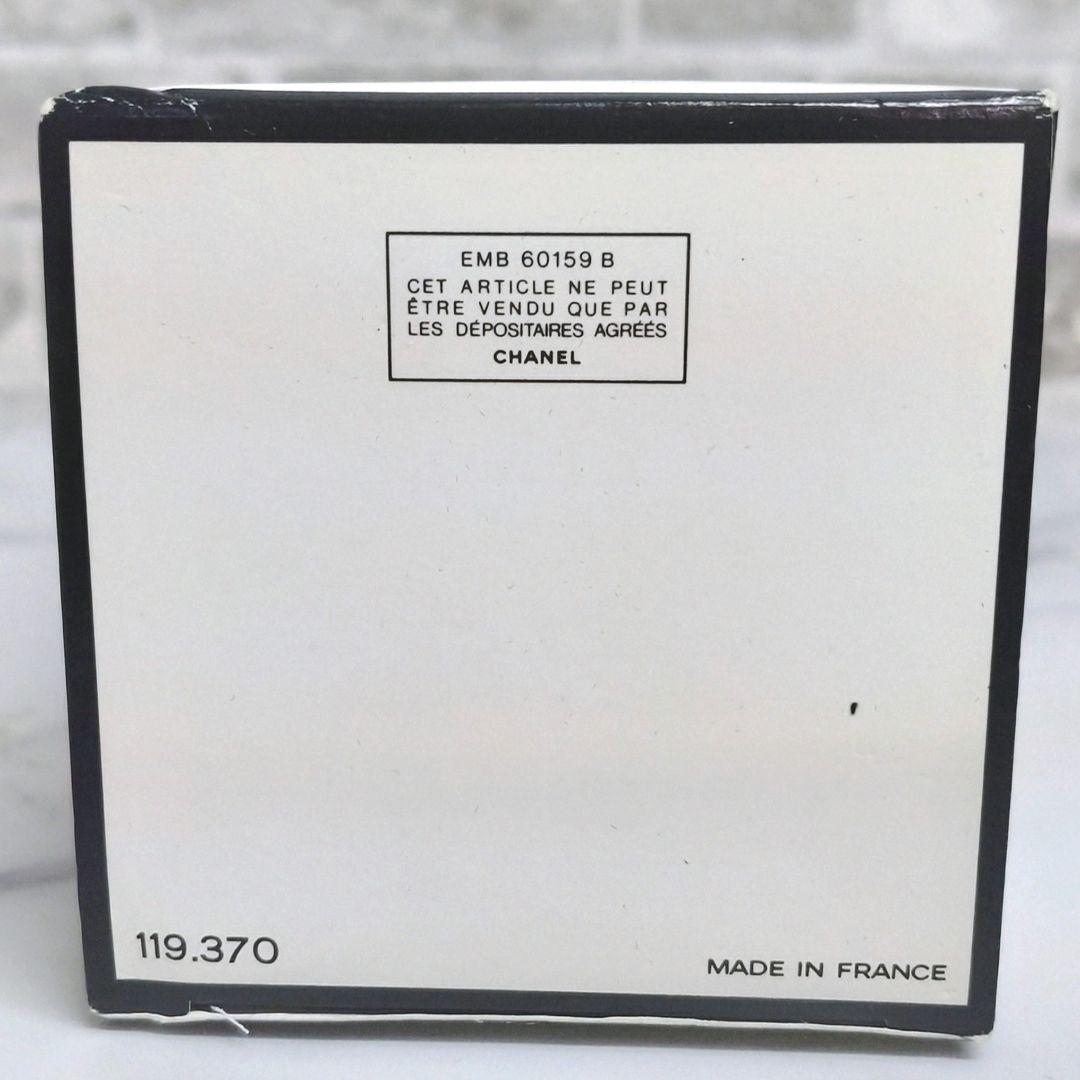 EMB 60159 B
CET ARTICLE NE PEUT
ÊTRE VENDU QUE PAR
LES DÉPOSITAIRES AGRÉÉS
CHANEL
119.370
MADE IN FRANCE